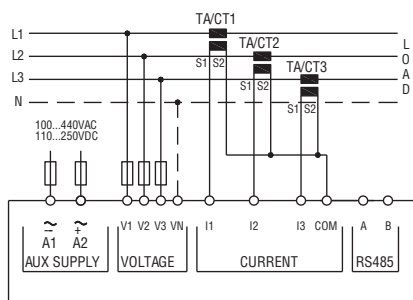 TA/CT1
L1
L
TA/CT2
L2
O
S1 S2
TA/CT3
L3
A
S1 S2
D
N
S1 S2
100...440VAC
110...250VDC
~ ~
-- +
A1 A2
V1 V2 V3 VN
I1 I2 I3 COM
A B
AUX SUPPLY
VOLTAGE
CURRENT
RS485